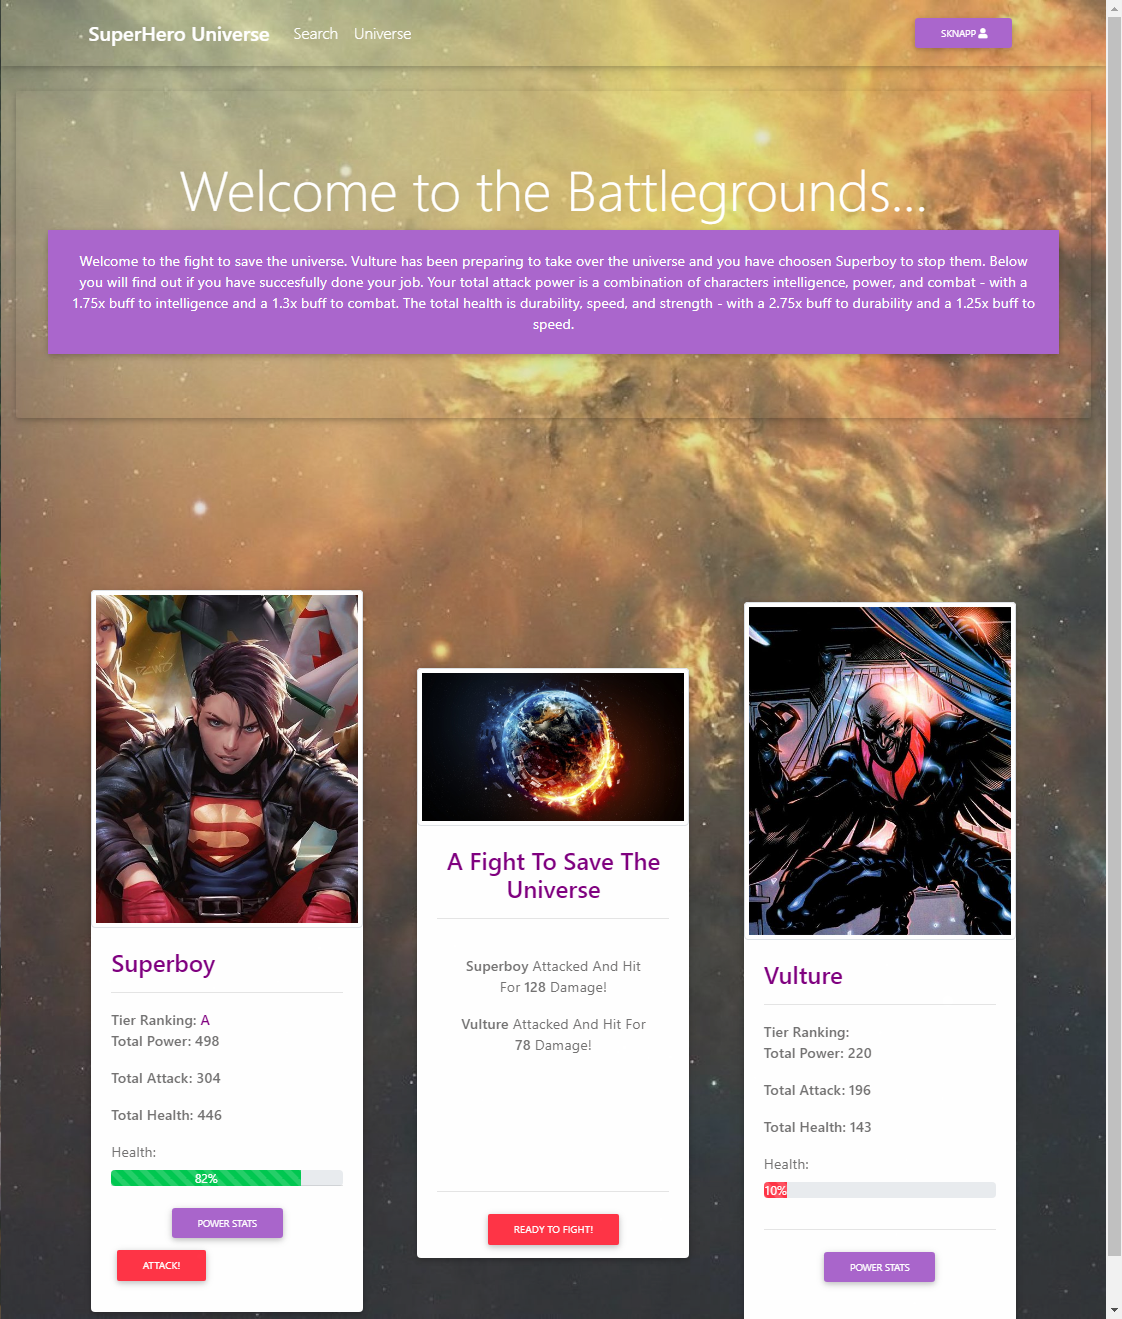 SuperHero Universe Search Universe SKNAPP
Welcome to the Battlegrounds...
Welcome to the fight to save the universe. Vulture has been preparing to take over the universe and you have choosen Superboy to stop them. Below
you will find out if you have succesfully done your job. Your total attack power is a combination of characters intelligence, power, and combat - with a
1.75x buff to intelligence and a 1.3x buff to combat. The total health is durability, speed, and strength - with a 2.75x buff to durability and a 1.25x buff to
speed.
Superboy
Tier Ranking: A
Total Power: 498
Total Attack: 304
Total Health: 446
Health:
82%
POWER STATS
ATTACK!
A Fight To Save The
Universe
Superboy Attacked And Hit
For 128 Damage!
Vulture Attacked And Hit For
78 Damage!
READY TO FIGHT!
Vulture
Tier Ranking:
Total Power: 220
Total Attack: 196
Total Health: 143
Health:
10%
POWER STATS